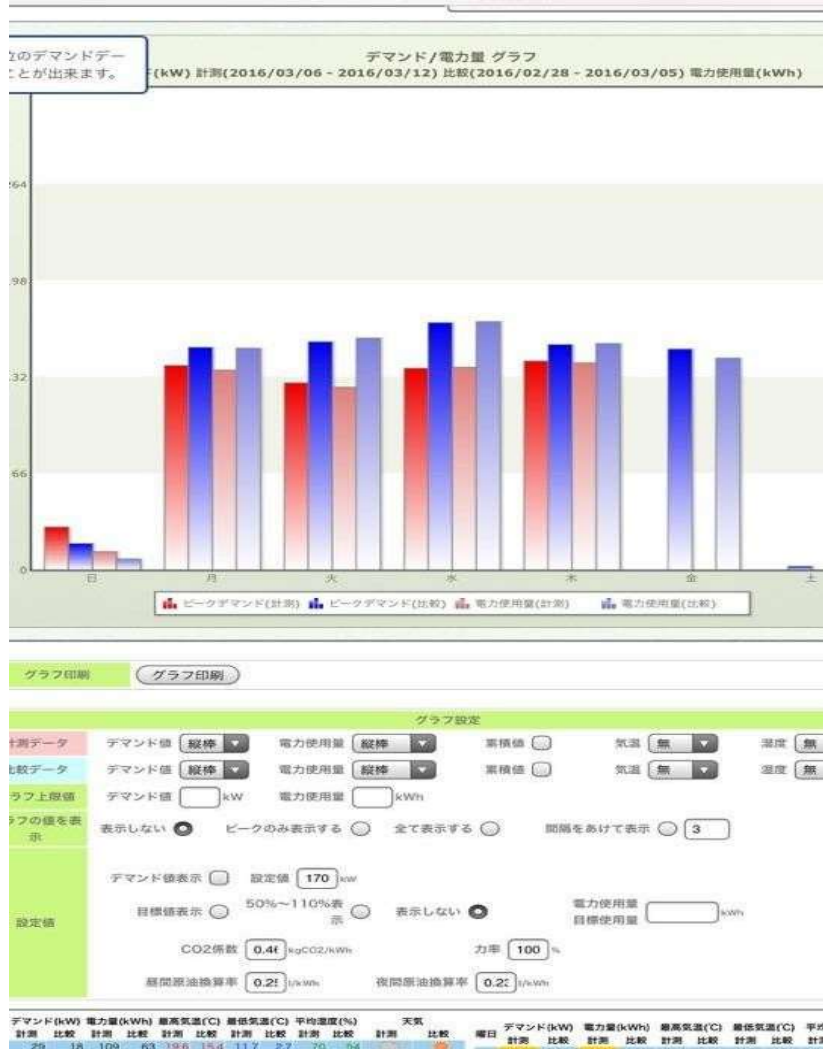 位のデマンドデー
ことが出来ます。
デマンド/電力量 グラフ
(kW) 計測(2016/03/06 - 2016/03/12) 比較(2016/02/28 - 2016/03/05) 電力使用量(kWh)
264
98
32
66
0
日 月 火 水 木 金 土
ピークデマンド(計測) ピークデマンド(比較) 電力使用量(計測) 電力使用量(比較)
グラフ印刷 グラフ印刷
グラフ設定
計測データ デマンド値 縦棒 電力使用量 縦棒 累積値 気温 無 湿度 無
比較データ デマンド値 縦棒 電力使用量 縦棒 累積値 気温 無 湿度 無
ラフ上限値 デマンド値 kW 電力使用量 kWh
ラフの値を表示 表示しない ピークのみ表示する 全て表示する 間隔をあけて表示 3
設定値
デマンド値表示 設定値 170 kW
目標値表示 50%~110%表示 表示しない 電力使用量目標使用量 kWh
CO2係数 0.4 kgCO2/kWh 力率 100 %
昼間原油換算率 0.2 l/kWh 夜間原油換算率 0.2 l/kWh
デマンド(kW) 電力量(kWh) 最高気温(℃) 最低気温(℃) 平均湿度(%) 天気 曜日 デマンド(kW) 電力量(kWh) 最高気温(℃) 最低気温(℃) 平均
計測 比較 計測 比較 計測 比較 計測 比較 計測 比較 計測 比較 計測 比較 計測 比較 計測 比較 計測 比較
29 18 109 63 19.6 15.4 11.7 2.7 70 54